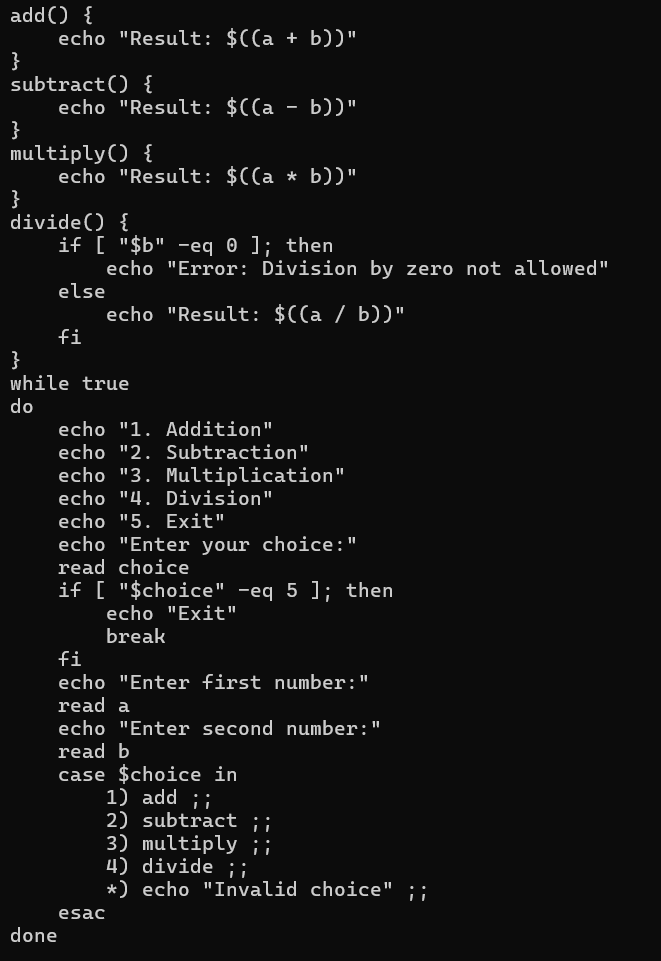 add() {
    echo "Result: $((a + b))"
}
subtract() {
    echo "Result: $((a - b))"
}
multiply() {
    echo "Result: $((a * b))"
}
divide() {
    if [ "$b" -eq 0 ]; then
        echo "Error: Division by zero not allowed"
    else
        echo "Result: $((a / b))"
    fi
}
while true
do
    echo "1. Addition"
    echo "2. Subtraction"
    echo "3. Multiplication"
    echo "4. Division"
    echo "5. Exit"
    echo "Enter your choice:"
    read choice
    if [ "$choice" -eq 5 ]; then
        echo "Exit"
        break
    fi
    echo "Enter first number:"
    read a
    echo "Enter second number:"
    read b
    case $choice in
        1) add ;;
        2) subtract ;;
        3) multiply ;;
        4) divide ;;
        *) echo "Invalid choice" ;;
    esac
done